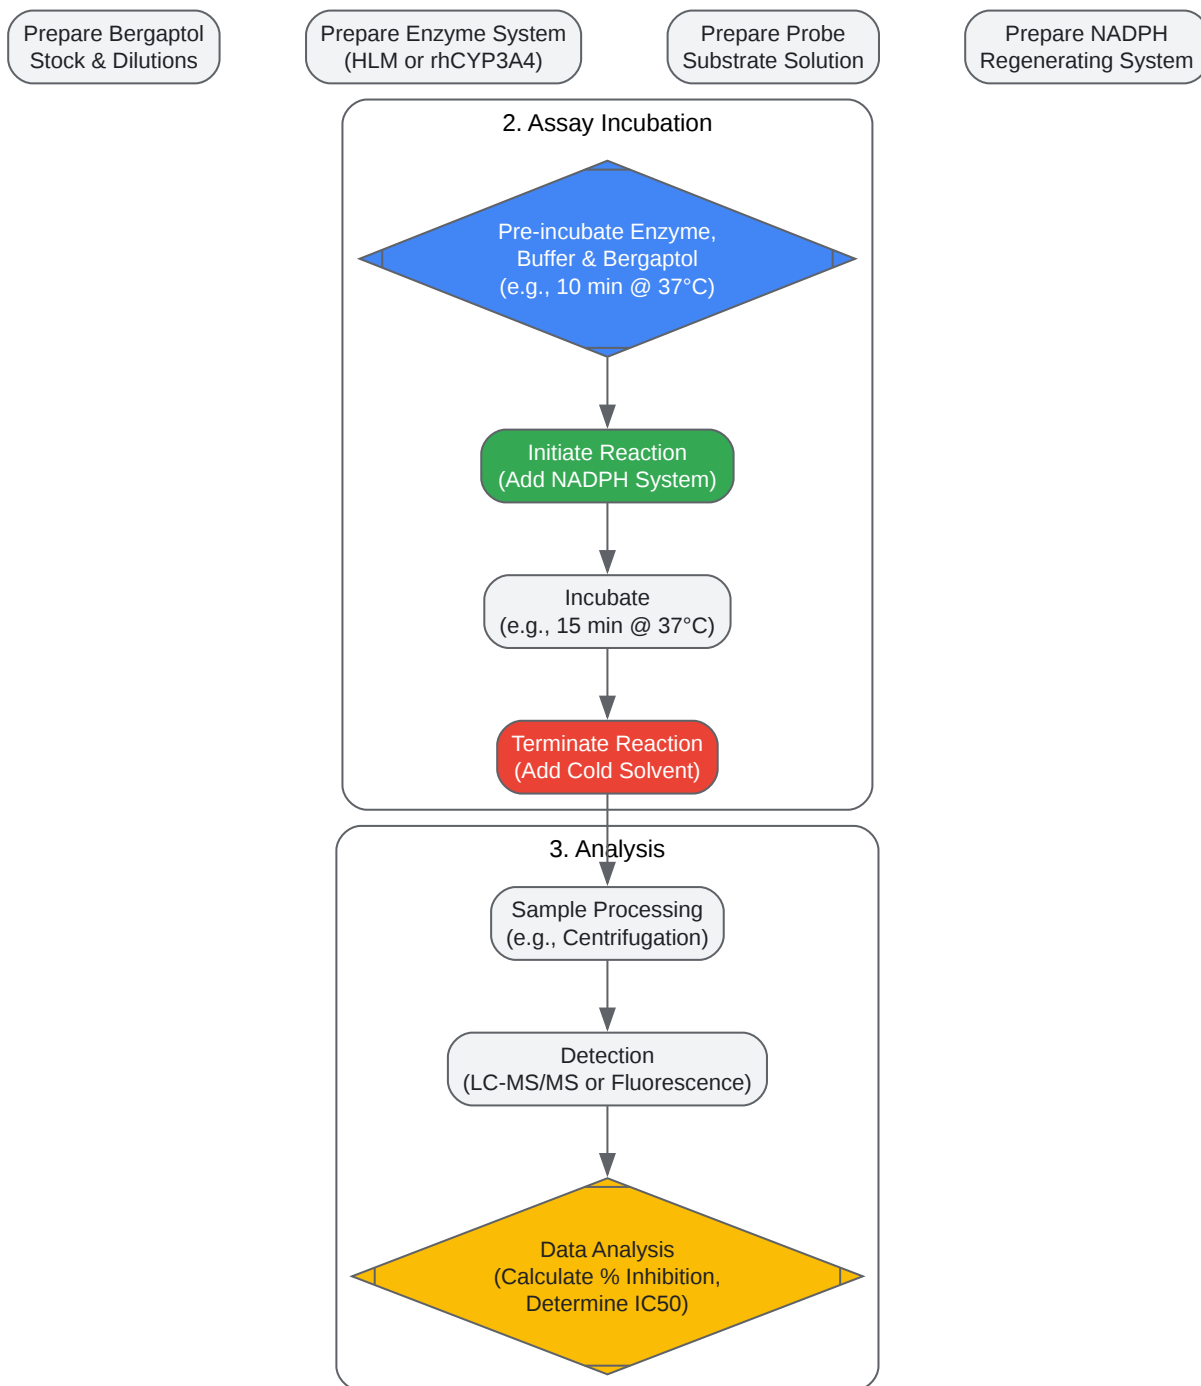 Prepare Bergaptol
Stock & Dilutions
Prepare Enzyme System
(HLM or rhCYP3A4)
Prepare Probe
Substrate Solution
Prepare NADPH
Regenerating System
2. Assay Incubation
Pre-incubate Enzyme,
Buffer & Bergaptol
(e.g., 10 min @ 37°C)
Initiate Reaction
(Add NADPH System)
Incubate
(e.g., 15 min @ 37°C)
Terminate Reaction
(Add Cold Solvent)
3. Analysis
Sample Processing
(e.g., Centrifugation)
Detection
(LC-MS/MS or Fluorescence)
Data Analysis
(Calculate % Inhibition,
Determine IC50)